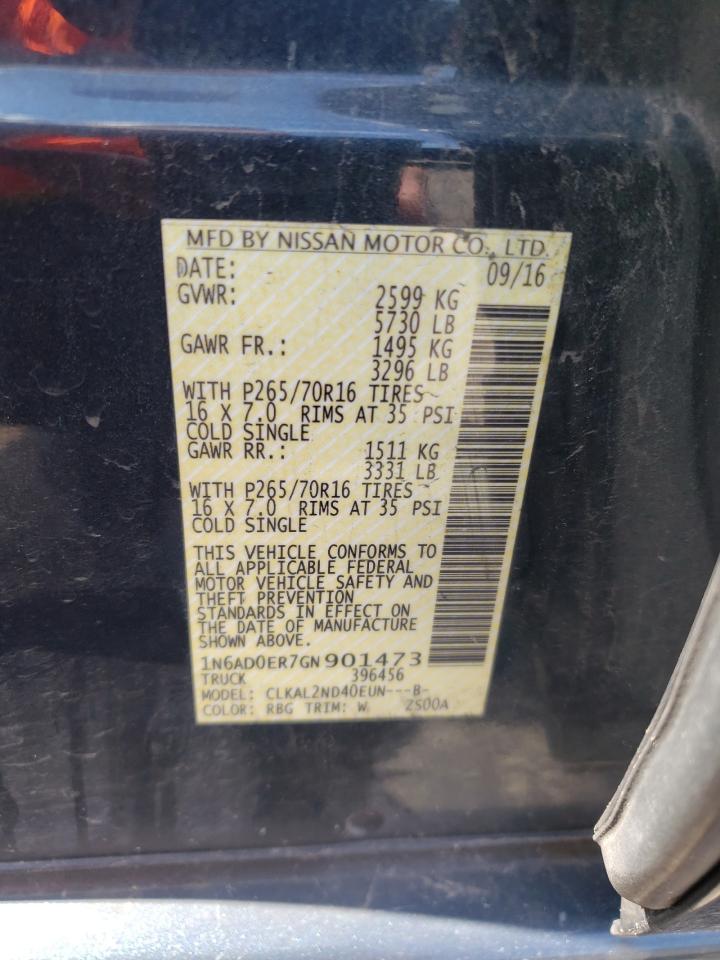 MFD BY NISSAN MOTOR CO., LTD.
DATE: 09/16
GVWR: 2599 KG
5730 LB
GAWR FR.: 1495 KG
3296 LB
WITH P265/70R16 TIRES
16 X 7.0 RIMS AT 35 PSI
COLD SINGLE
GAWR RR.: 1511 KG
3331 LB
WITH P265/70R16 TIRES
16 X 7.0 RIMS AT 35 PSI
COLD SINGLE
THIS VEHICLE CONFORMS TO
ALL APPLICABLE FEDERAL
MOTOR VEHICLE SAFETY AND
THEFT PREVENTION
STANDARDS IN EFFECT ON
THE DATE OF MANUFACTURE
SHOWN ABOVE.
1N6AD0ER7GN901473
TRUCK 396456
MODEL: CLKAL2ND40EUN---B-
COLOR: RBG TRIM: W ZS00A